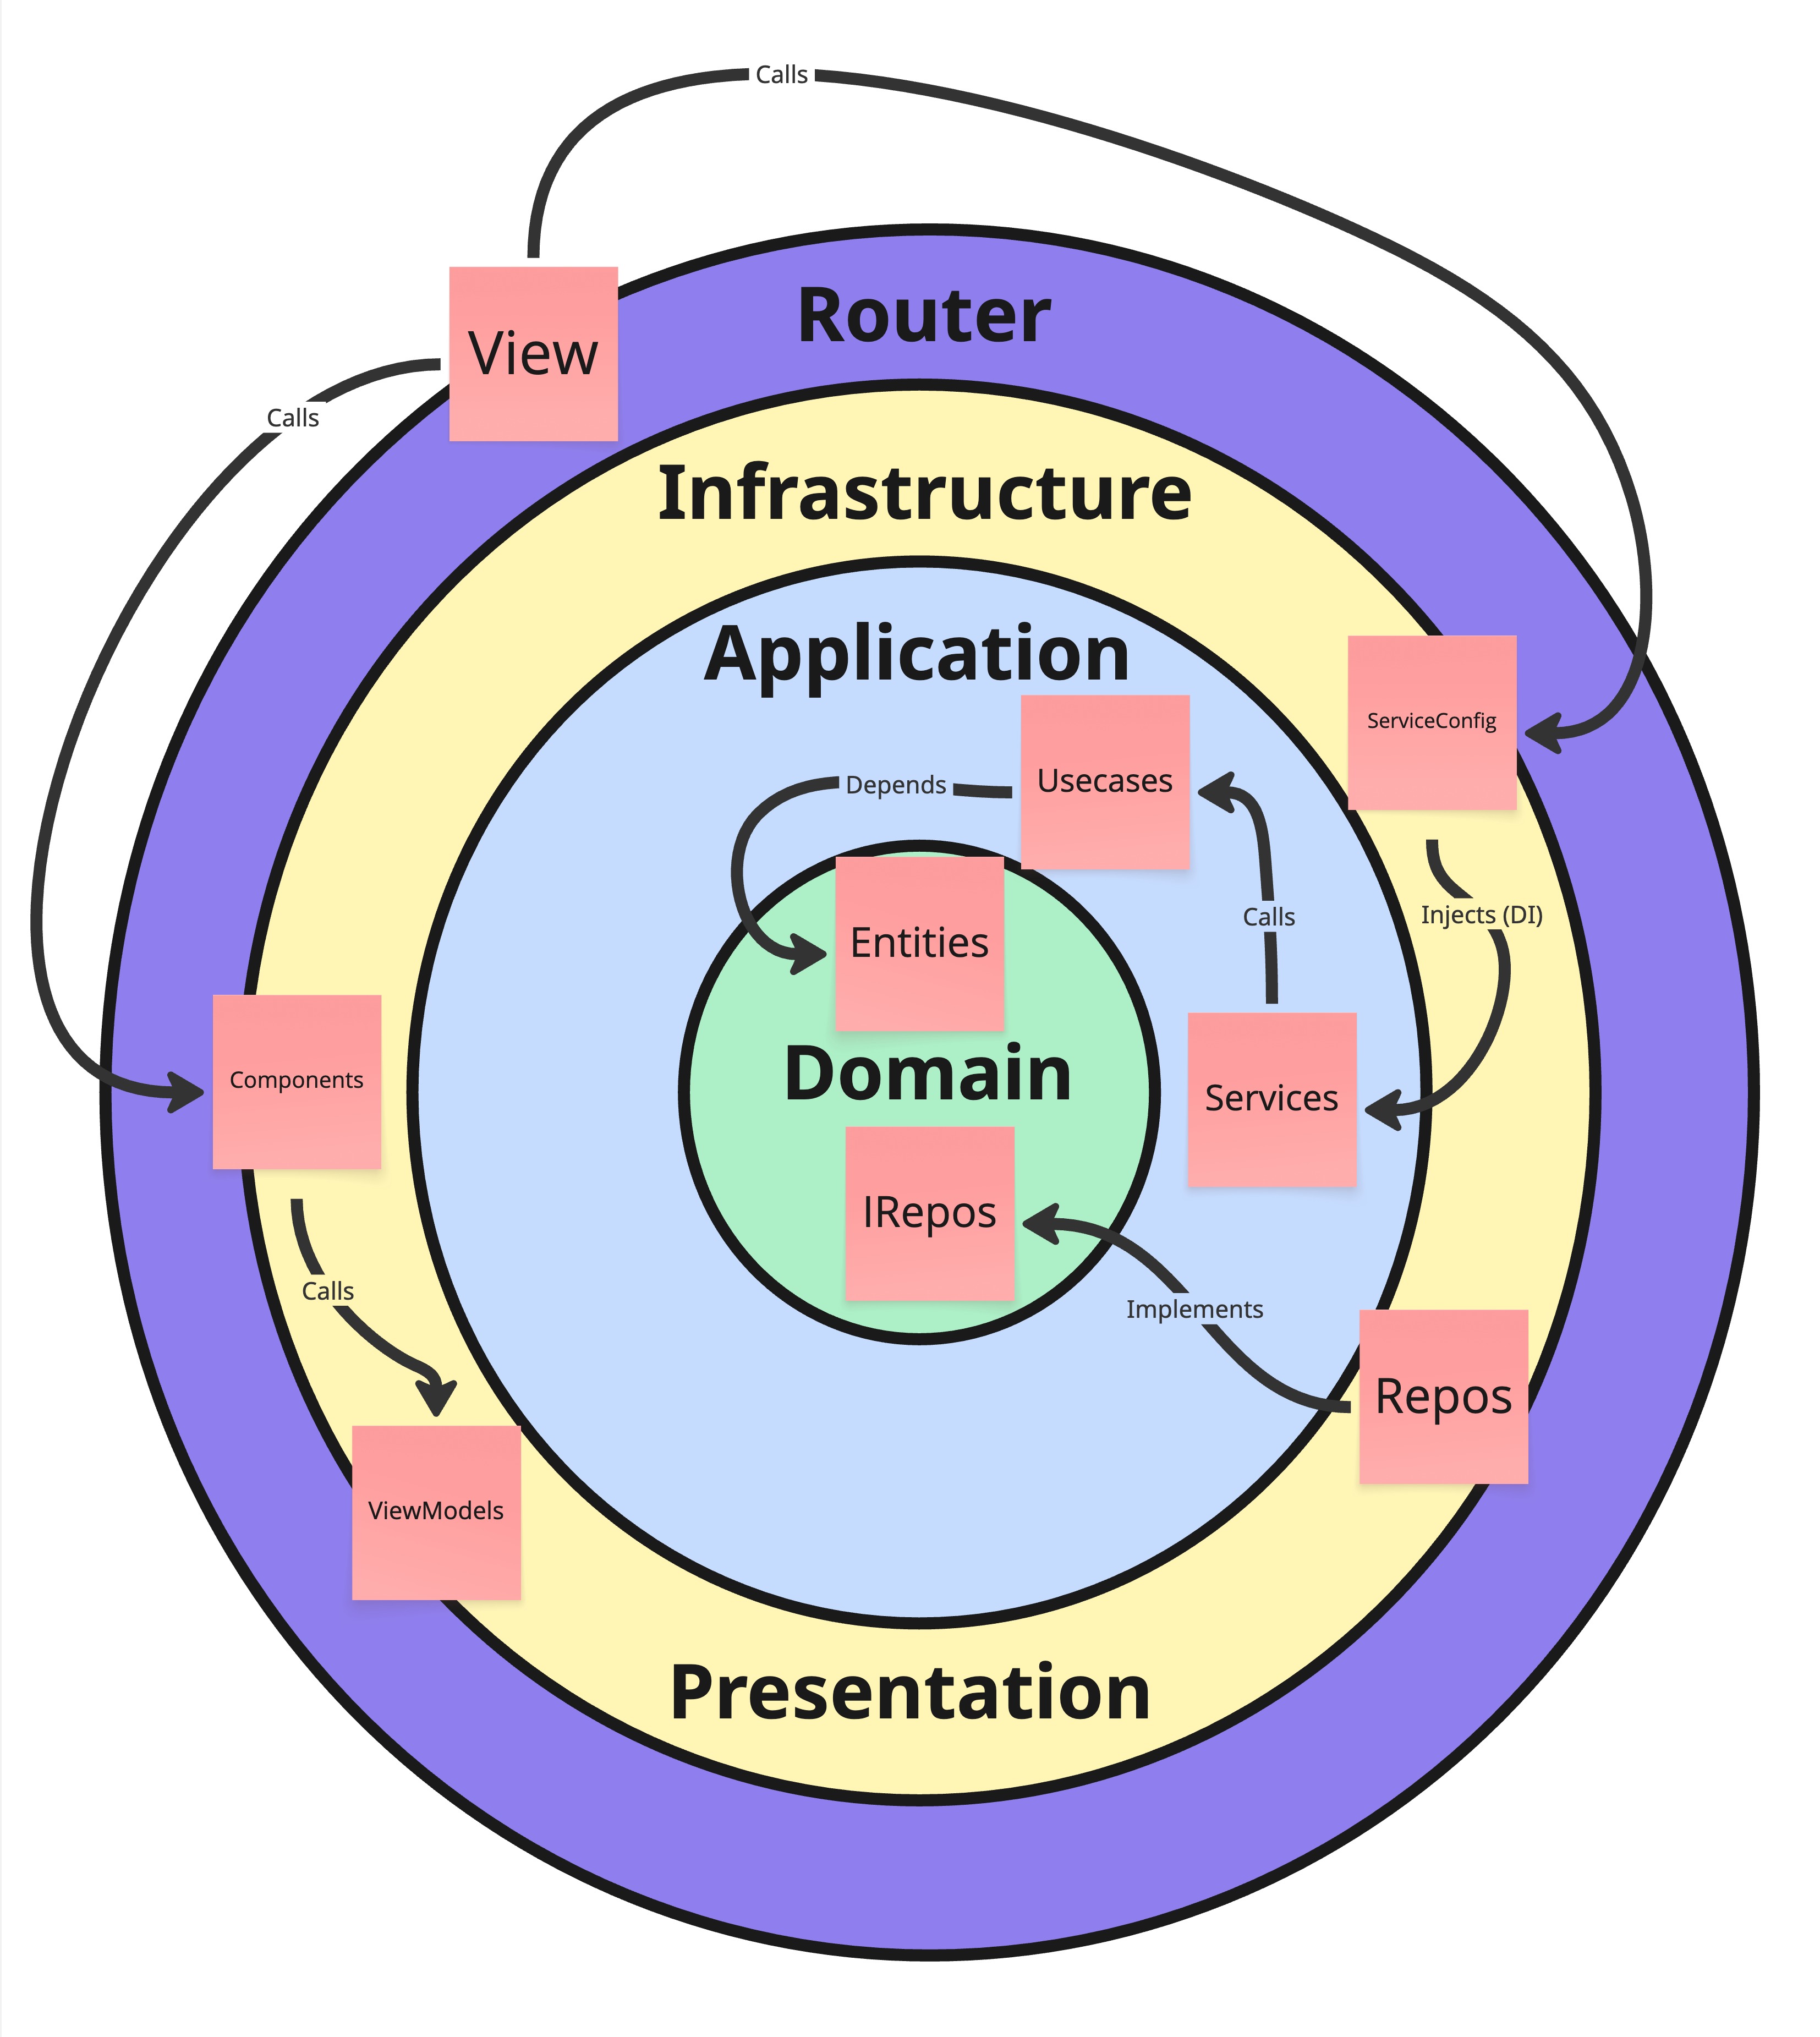 Calls
Router
View
Calls
Infrastructure
Application
ServiceConfig
Usecases
Depends
Injects (DI)
Calls
Entities
Domain
Components
Services
IRepos
Calls
Implements
Repos
ViewModels
Presentation